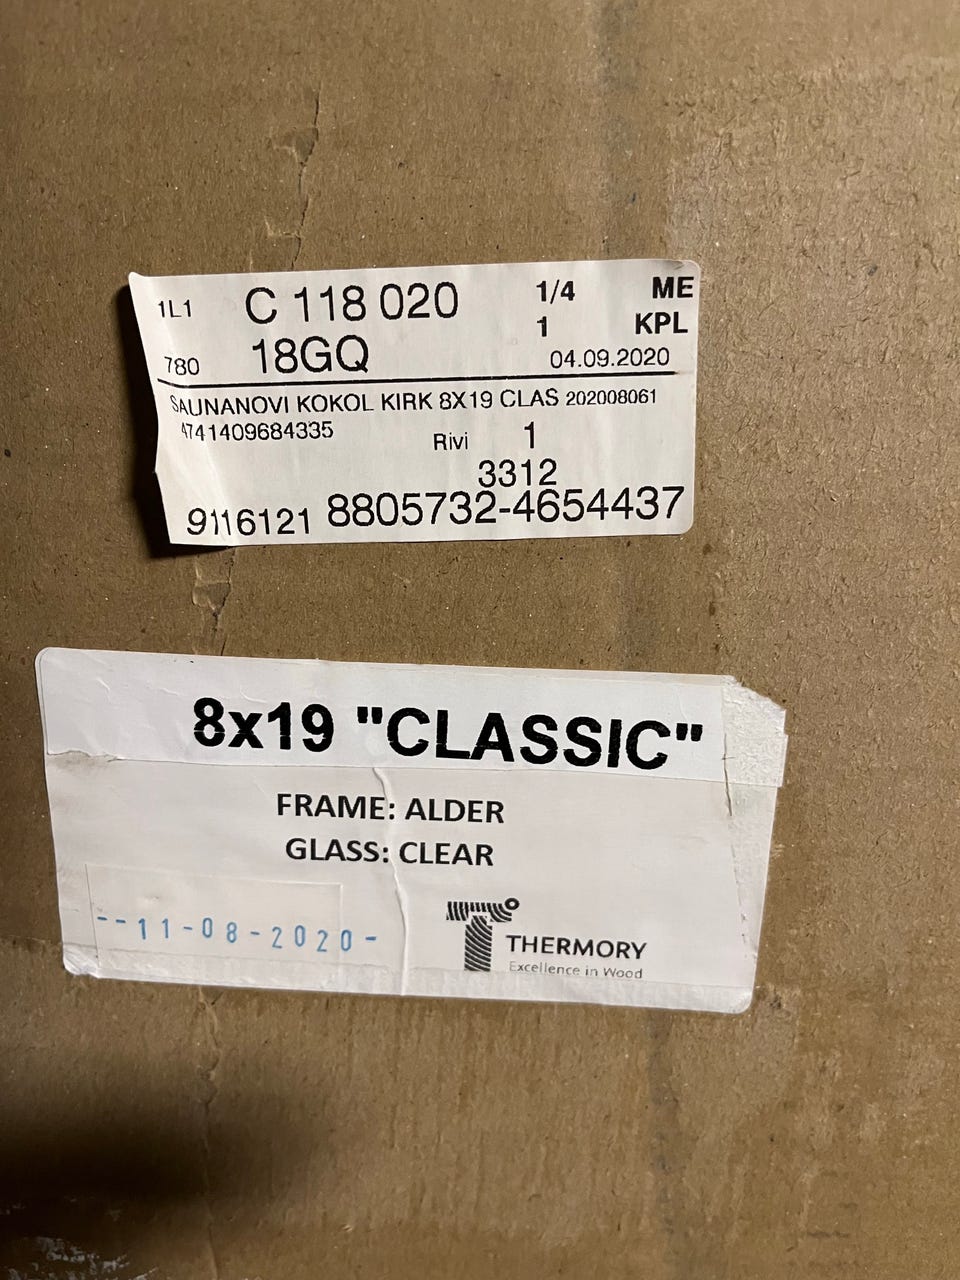 1L1 C 118 020 1/4 ME
1 KPL
780 18GQ 04.09.2020
SAUNANOVI KOKOL KIRK 8X19 CLAS 202008061
4741409684335
Rivi 1
3312
9116121 8805732-4654437
8x19 "CLASSIC"
FRAME: ALDER
GLASS: CLEAR
--11-08-2020-
THERMORY
Excellence in Wood